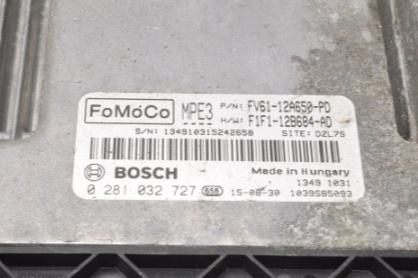 FoMoCo MPE3 P/N: FV61-12A650-PD
H/W: F1F1-12B684-AD
S/N: 134910315242658 SITE: DZL7S
BOSCH Made in Hungary
1349 1031
0 281 032 727 658 15-08-30 1039S85093